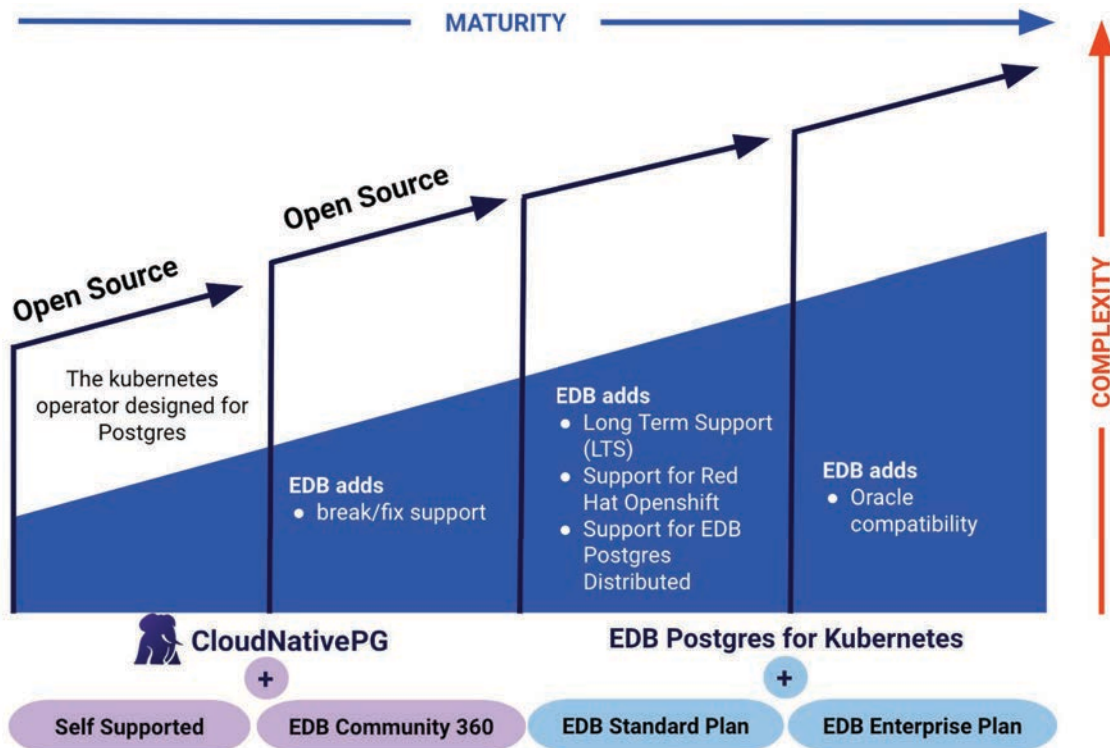 MATURITY
Open Source
Open Source
The kubernetes
operator designed for
Postgres
EDB adds
● break/fix support
EDB adds
● Long Term Support
(LTS)
● Support for Red
Hat Openshift
● Support for EDB
Postgres
Distributed
EDB adds
● Oracle
compatibility
COMPLEXITY
CloudNativePG
EDB Postgres for Kubernetes
+
+
Self Supported
EDB Community 360
EDB Standard Plan
EDB Enterprise Plan